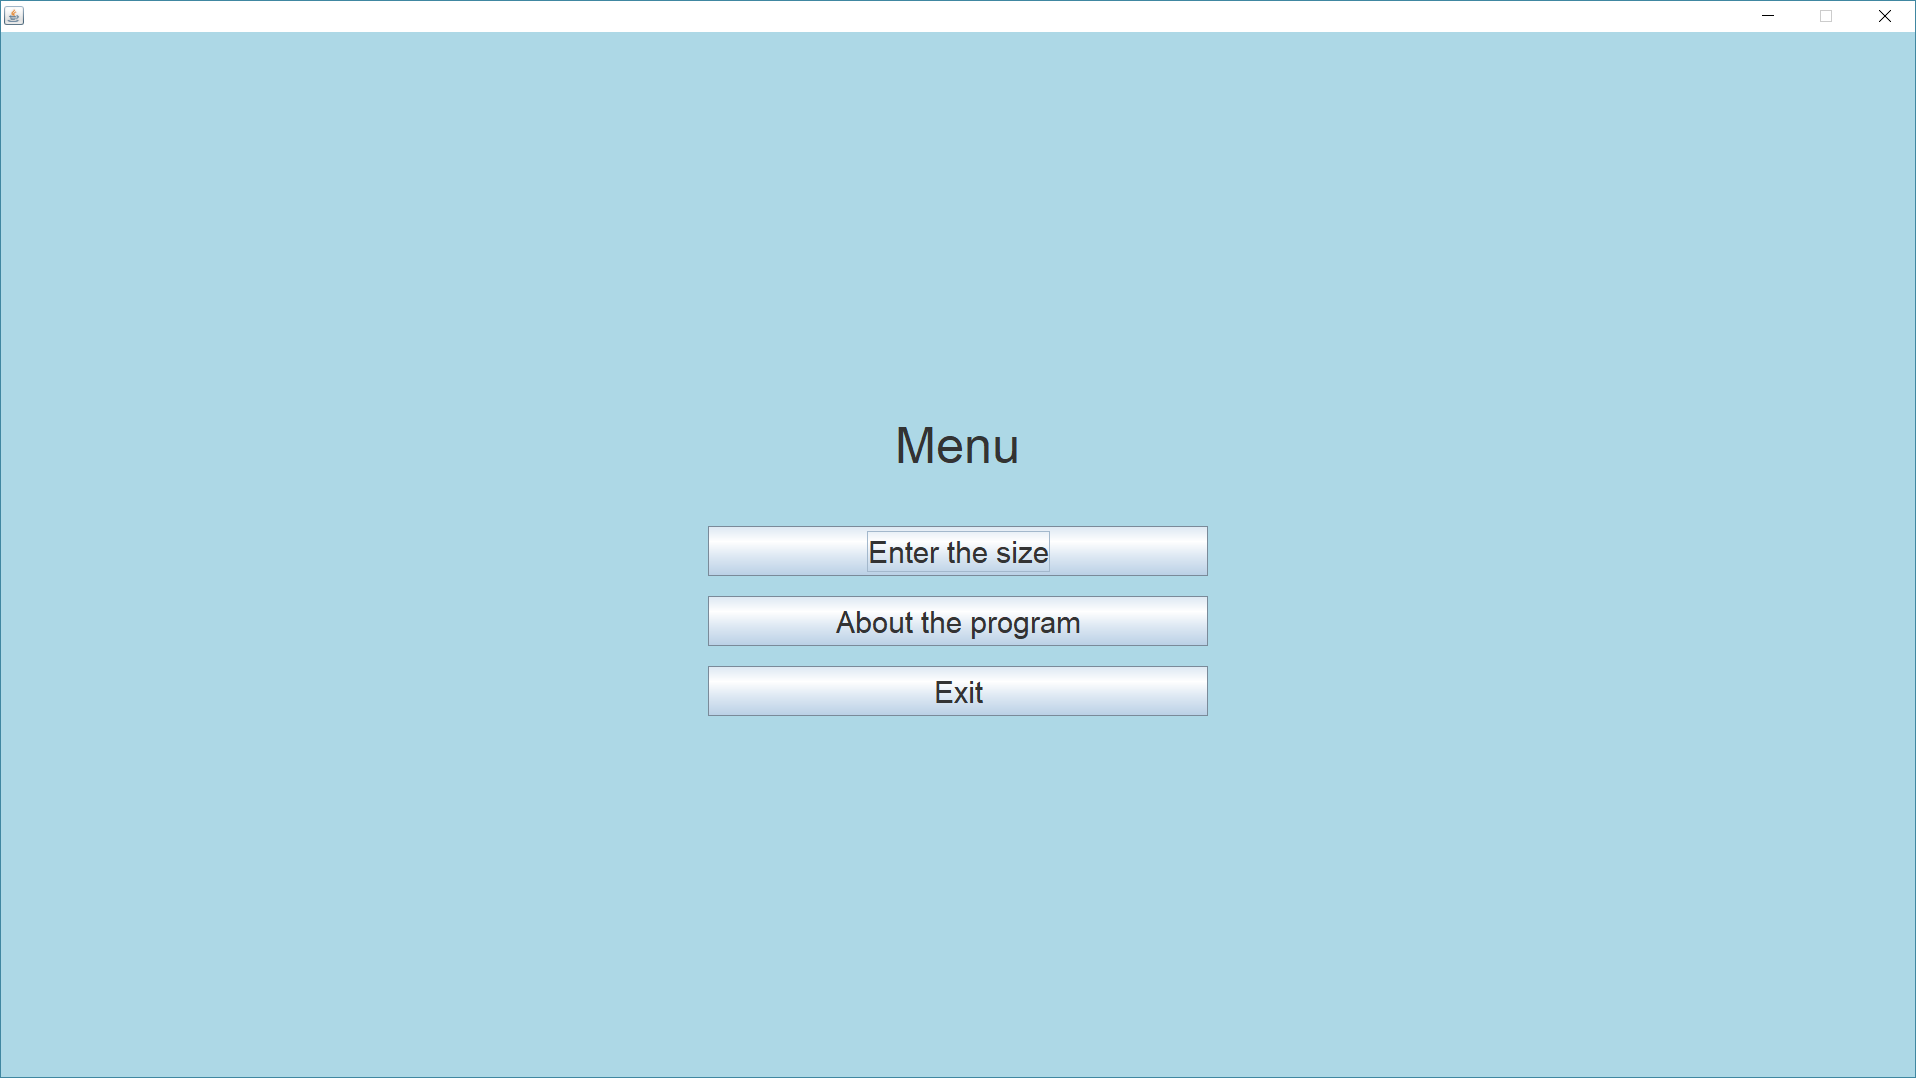 Menu
Enter the size
About the program
Exit